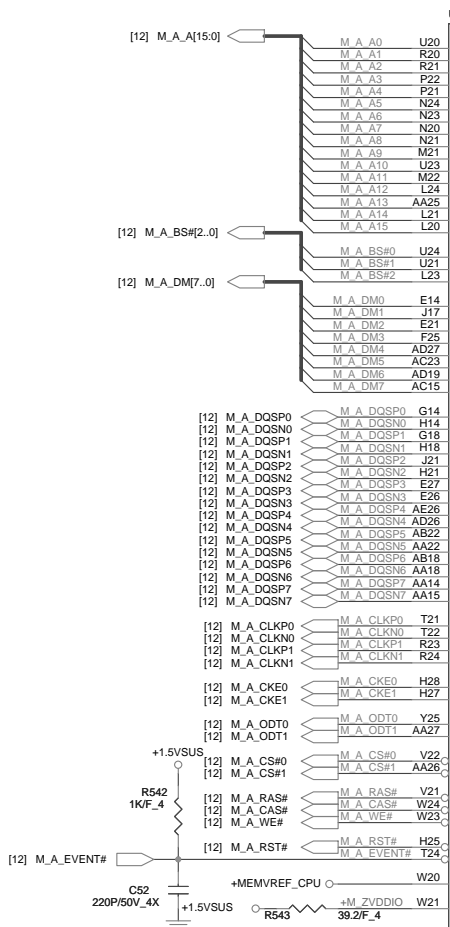 [12] M_A_A[15:0]
M_A_A0 U20
M_A_A1 R20
M_A_A2 R21
M_A_A3 P22
M_A_A4 P21
M_A_A5 N24
M_A_A6 N23
M_A_A7 N20
M_A_A8 N21
M_A_A9 M21
M_A_A10 U23
M_A_A11 M22
M_A_A12 L24
M_A_A13 AA25
M_A_A14 L21
M_A_A15 L20
[12] M_A_BS#[2..0]
M_A_BS#0 U24
M_A_BS#1 U21
M_A_BS#2 L23
[12] M_A_DM[7..0]
M_A_DM0 E14
M_A_DM1 J17
M_A_DM2 E21
M_A_DM3 F25
M_A_DM4 AD27
M_A_DM5 AC23
M_A_DM6 AD19
M_A_DM7 AC15
[12] M_A_DQSP0 M_A_DQSP0 G14
[12] M_A_DQSN0 M_A_DQSN0 H14
[12] M_A_DQSP1 M_A_DQSP1 G18
[12] M_A_DQSN1 M_A_DQSN1 H18
[12] M_A_DQSP2 M_A_DQSP2 J21
[12] M_A_DQSN2 M_A_DQSN2 H21
[12] M_A_DQSP3 M_A_DQSP3 E27
[12] M_A_DQSN3 M_A_DQSN3 E26
[12] M_A_DQSP4 M_A_DQSP4 AE26
[12] M_A_DQSN4 M_A_DQSN4 AD26
[12] M_A_DQSP5 M_A_DQSP5 AB22
[12] M_A_DQSN5 M_A_DQSN5 AA22
[12] M_A_DQSP6 M_A_DQSP6 AB18
[12] M_A_DQSN6 M_A_DQSN6 AA18
[12] M_A_DQSP7 M_A_DQSP7 AA14
[12] M_A_DQSN7 M_A_DQSN7 AA15
[12] M_A_CLKP0 M_A_CLKP0 T21
[12] M_A_CLKN0 M_A_CLKN0 T22
[12] M_A_CLKP1 M_A_CLKP1 R23
[12] M_A_CLKN1 M_A_CLKN1 R24
[12] M_A_CKE0 M_A_CKE0 H28
[12] M_A_CKE1 M_A_CKE1 H27
[12] M_A_ODT0 M_A_ODT0 Y25
[12] M_A_ODT1 M_A_ODT1 AA27
+1.5VSUS
[12] M_A_CS#0 M_A_CS#0 V22
[12] M_A_CS#1 M_A_CS#1 AA26
R542
1K/F_4
[12] M_A_RAS# M_A_RAS# V21
[12] M_A_CAS# M_A_CAS# W24
[12] M_A_WE# M_A_WE# W23
[12] M_A_RST# M_A_RST# H25
[12] M_A_EVENT# M_A_EVENT# T24
+MEMVREF_CPU W20
C52
220P/50V_4X
+1.5VSUS +M_ZVDDIO W21
R543 39.2/F_4